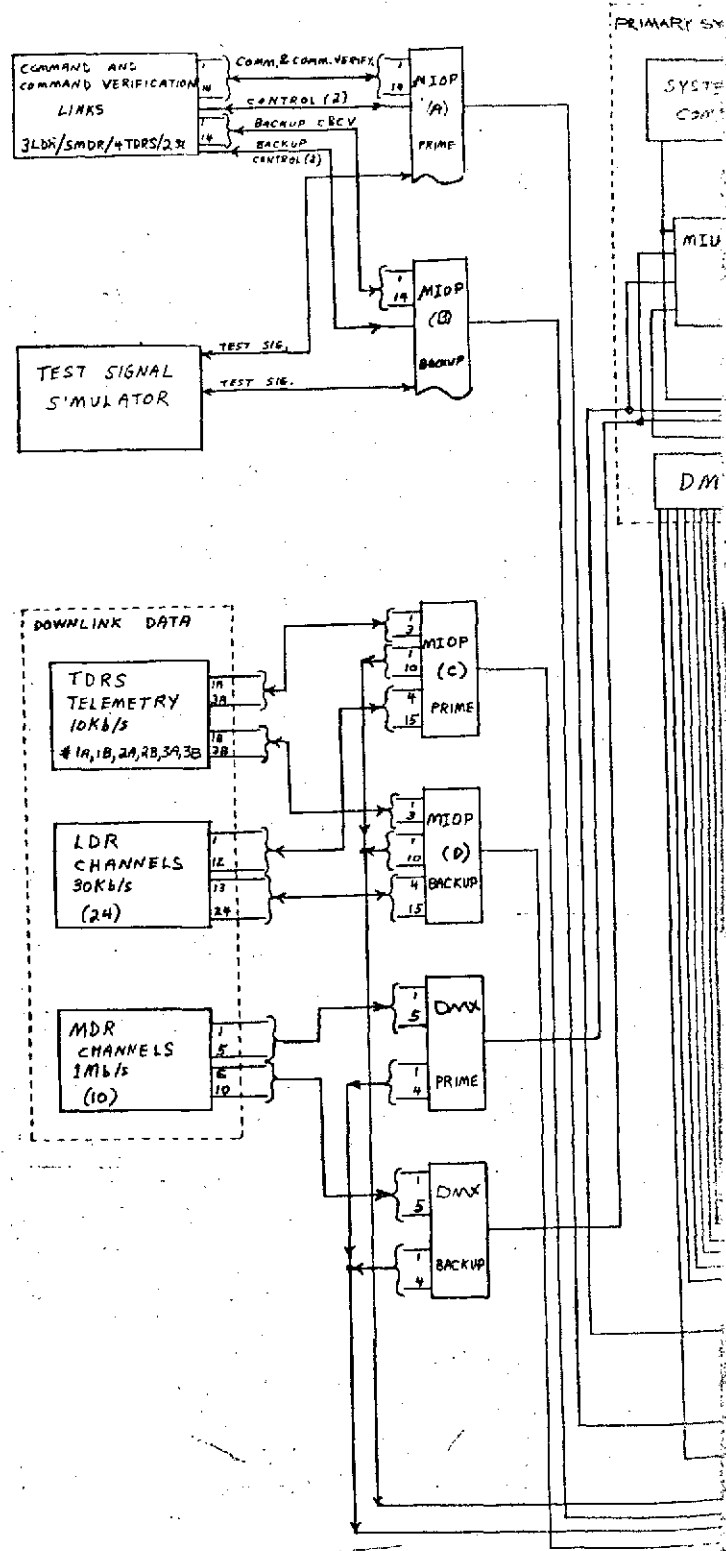 PRIMARY SY
COMMAND AND
COMMAND VERIFICATION
LINKS
1
14
1
14
COMM. & COMM. VERIFY.
CONTROL (2)
BACKUP C&CV
BACKUP
CONTROL (2)
1
14
MIOP
(A)
PRIME
SYSTE
MIU
1
14
MIOP
(B)
BACKUP
TEST SIGNAL
SIMULATOR
TEST SIG.
TEST SIG.
DM
DOWNLINK DATA
TDRS
TELEMETRY
10Kb/s
#1A,1B,2A,2B,3A,3B
1A
3A
1B
3B
1
3
1
10
4
15
MIOP
(C)
PRIME
LDR
CHANNELS
30Kb/s
(24)
1
12
13
24
1
3
1
10
4
15
MIOP
(D)
BACKUP
MDR
CHANNELS
1Mb/s
(10)
1
5
6
10
1
5
1
4
DMX
PRIME
1
5
1
4
DMX
BACKUP